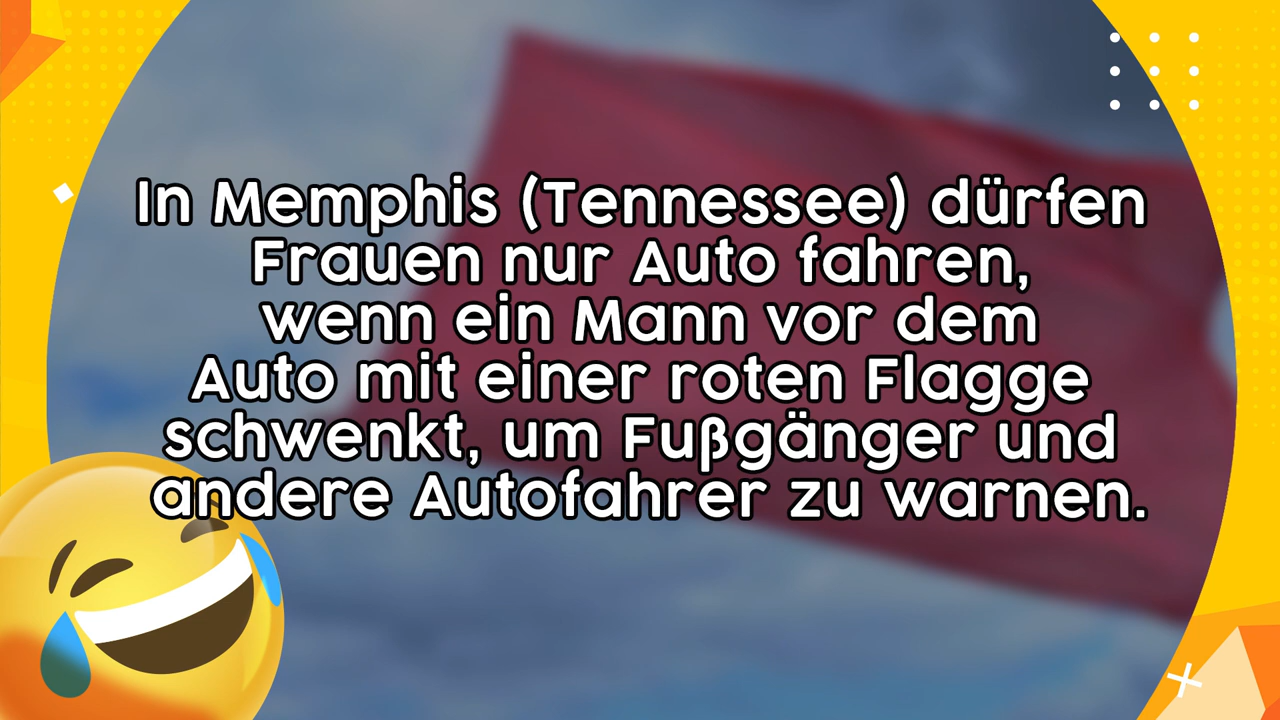 In Memphis (Tennessee) dürfen
Frauen nur Auto fahren,
wenn ein Mann vor dem
Auto mit einer roten Flagge
schwenkt, um Fußgänger und
andere Autofahrer zu warnen.